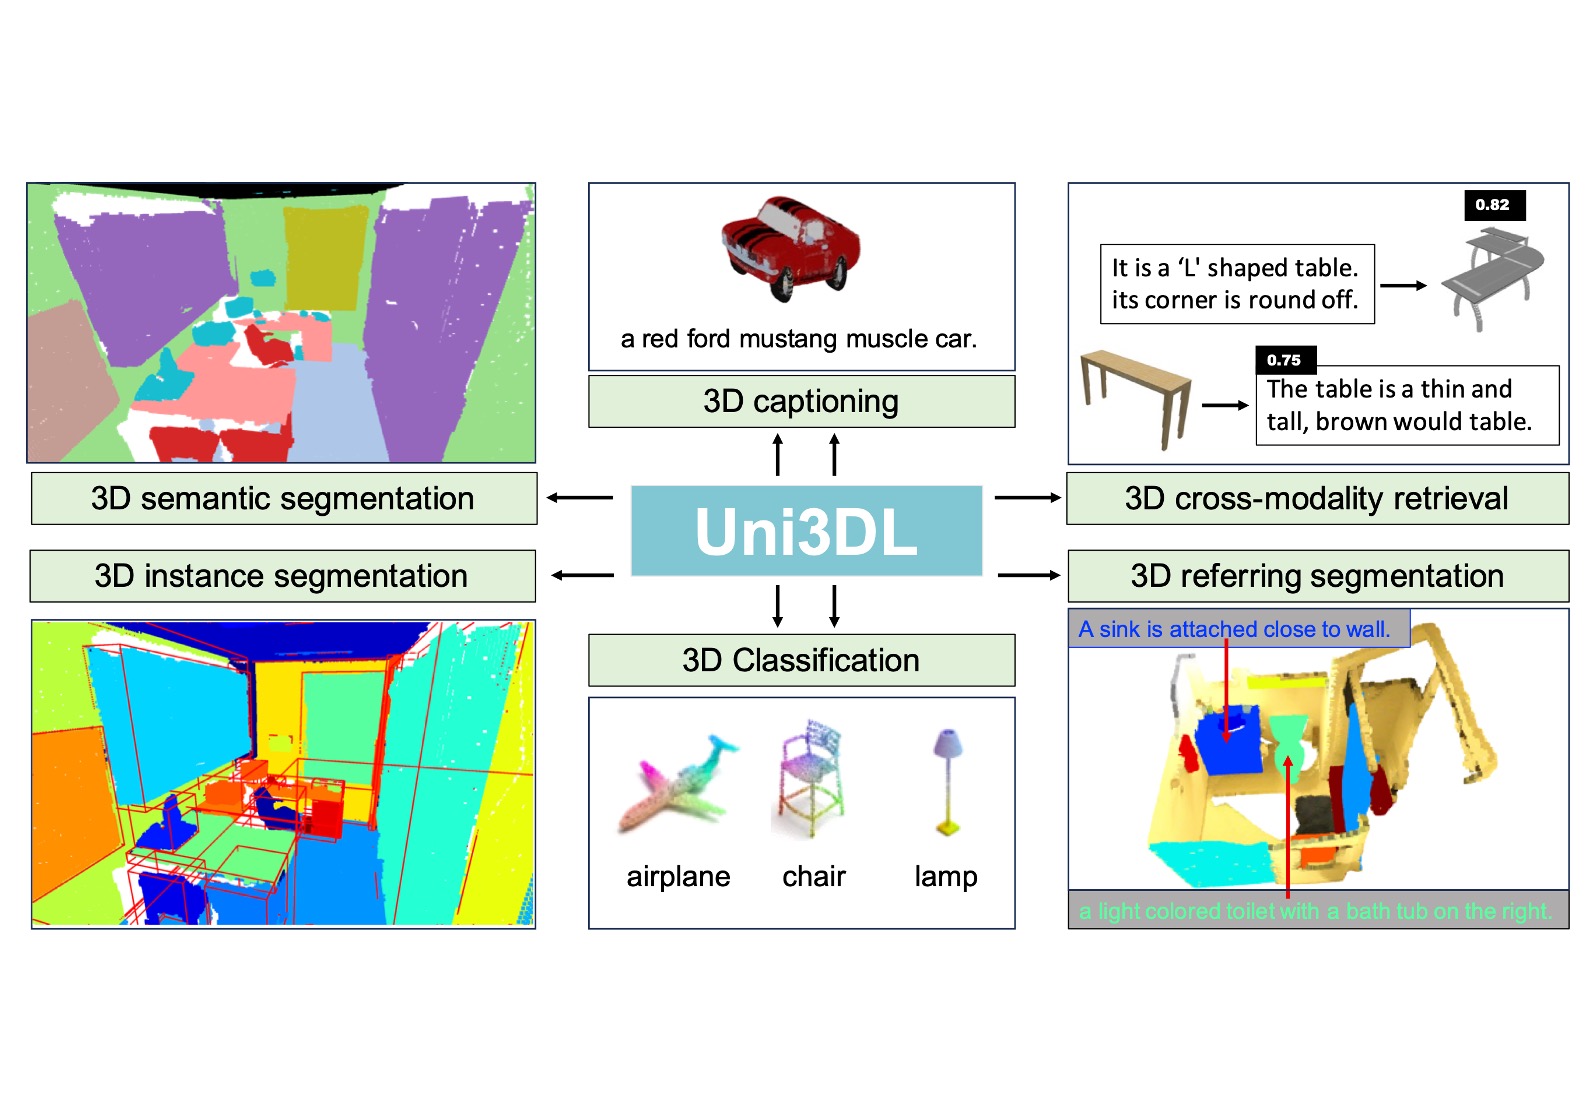 0.82
It is a ‘L' shaped table.
its corner is round off.
a red ford mustang muscle car.
0.75
The table is a thin and
tall, brown would table.
3D captioning
3D semantic segmentation
Uni3DL
3D cross-modality retrieval
3D instance segmentation
3D referring segmentation
A sink is attached close to wall.
3D Classification
airplane
chair
lamp
a light colored toilet with a bath tub on the right.